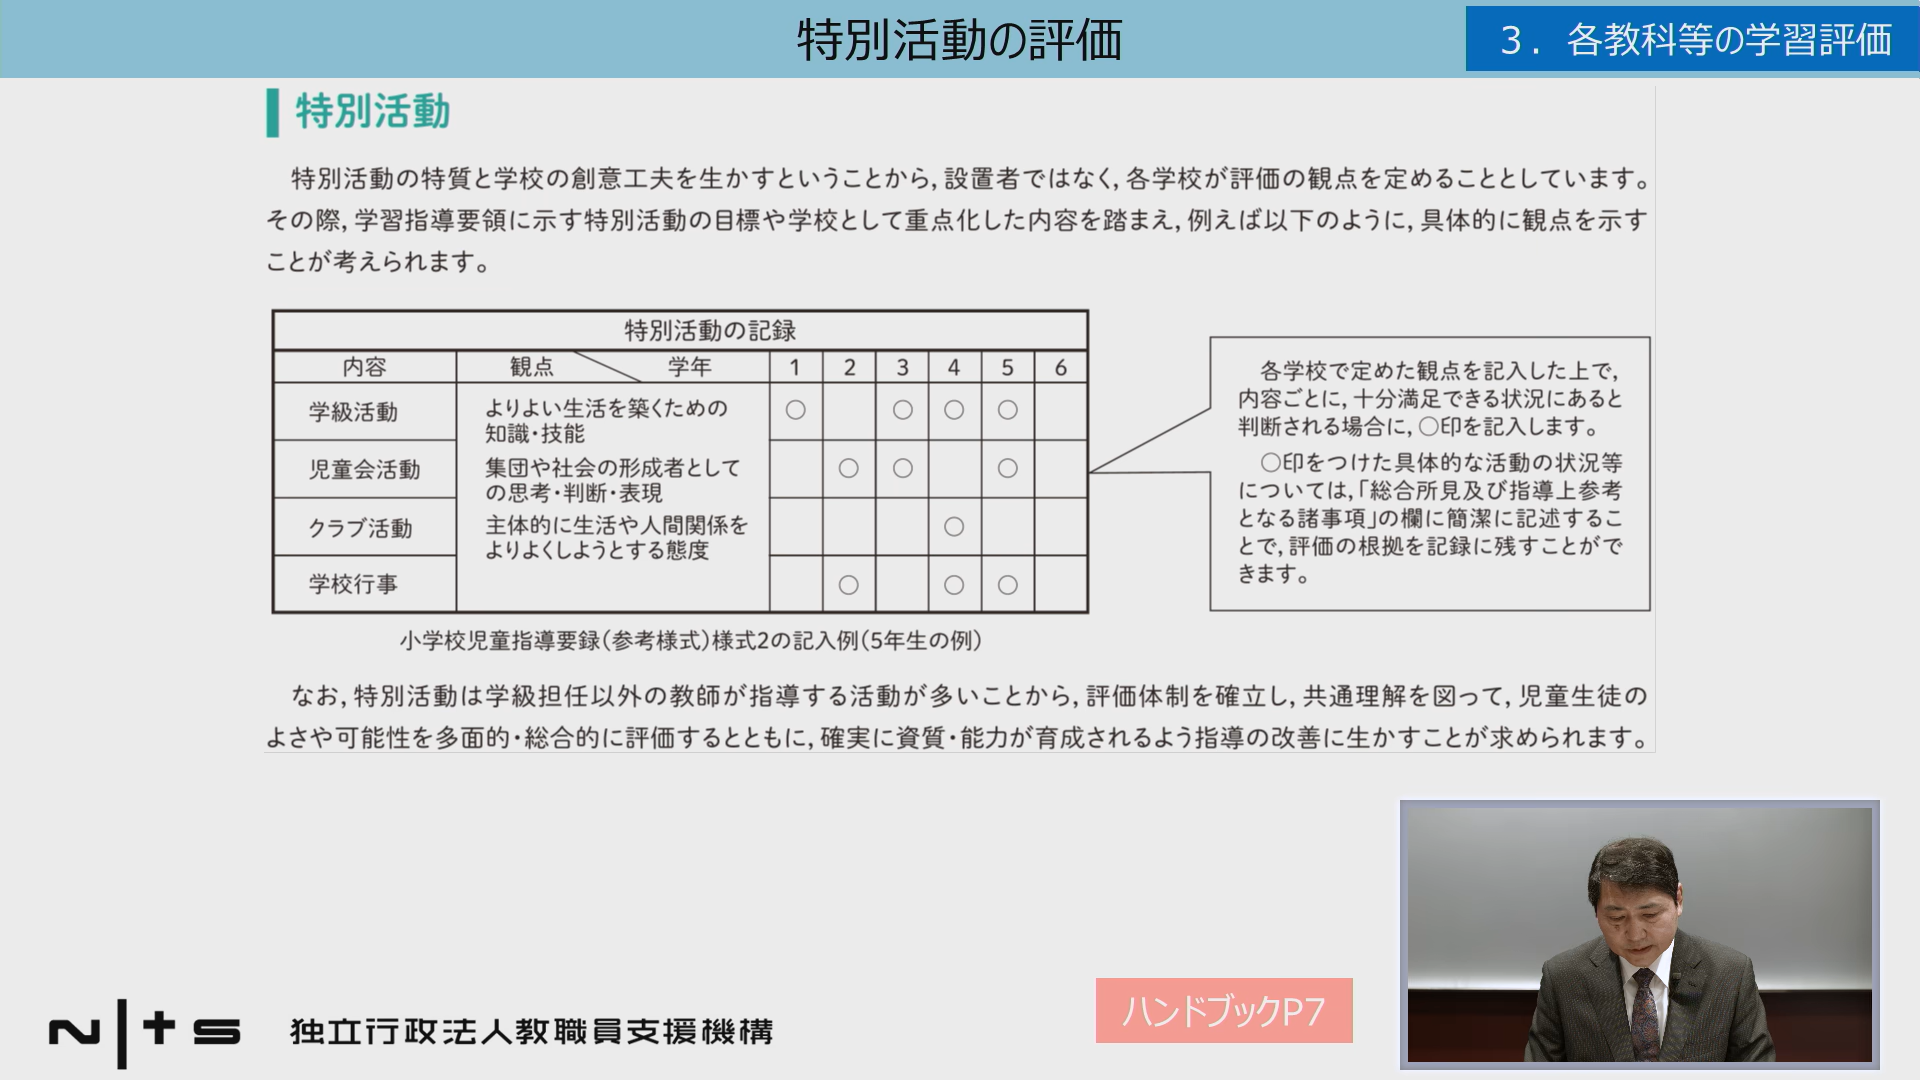 特別活動の評価
３．各教科等の学習評価
特別活動
特別活動の特質と学校の創意工夫を生かすということから,設置者ではなく,各学校が評価の観点を定めることとしています。
その際,学習指導要領に示す特別活動の目標や学校として重点化した内容を踏まえ,例えば以下のように,具体的に観点を示す
ことが考えられます。
特別活動の記録
内容 観点 学年 1 2 3 4 5 6
学級活動 ○ ○ ○ ○
児童会活動 ○ ○ ○
クラブ活動 ○
学校行事 ○ ○ ○
よりよい生活を築くための
知識・技能
集団や社会の形成者として
の思考・判断・表現
主体的に生活や人間関係を
よりよくしようとする態度
各学校で定めた観点を記入した上で,
内容ごとに,十分満足できる状況にあると
判断される場合に,○印を記入します。
○印をつけた具体的な活動の状況等
については,「総合所見及び指導上参考
となる諸事項」の欄に簡潔に記述するこ
とで,評価の根拠を記録に残すことがで
きます。
小学校児童指導要録(参考様式)様式2の記入例(5年生の例)
なお,特別活動は学級担任以外の教師が指導する活動が多いことから,評価体制を確立し,共通理解を図って,児童生徒の
よさや可能性を多面的・総合的に評価するとともに,確実に資質・能力が育成されるよう指導の改善に生かすことが求められます。
ハンドブックP7
N|ts 独立行政法人教職員支援機構